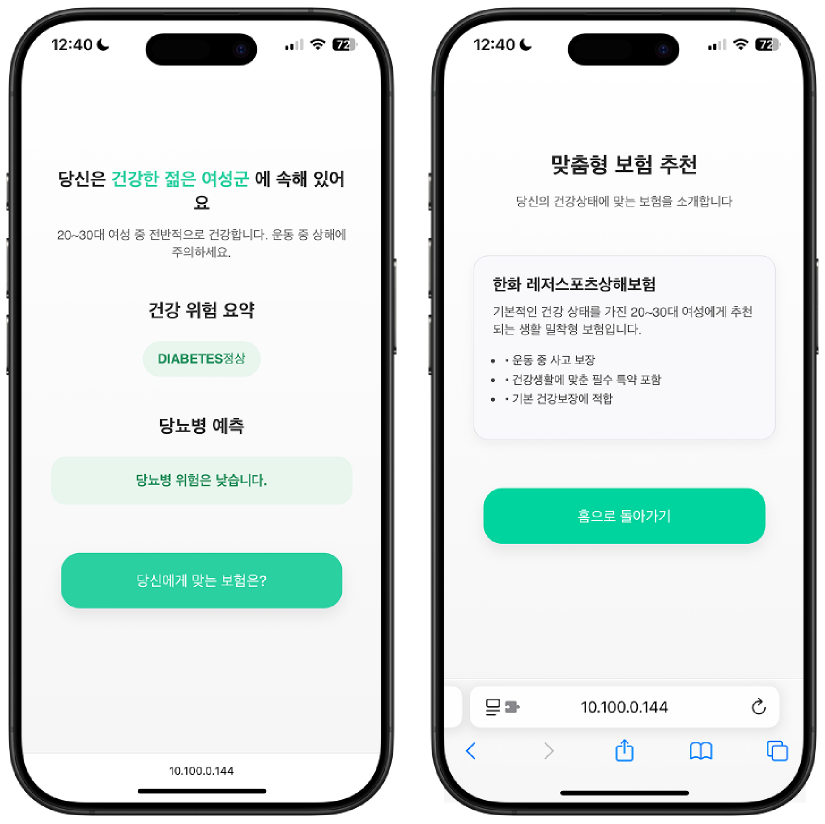 12:40
72
당신은 건강한 젊은 여성군 에 속해 있어
요
20~30대 여성 중 전반적으로 건강합니다. 운동 중 상해에
주의하세요.
건강 위험 요약
DIABETES정상
당뇨병 예측
당뇨병 위험은 낮습니다.
당신에게 맞는 보험은?
10.100.0.144
12:40
72
맞춤형 보험 추천
당신의 건강상태에 맞는 보험을 소개합니다
한화 레저스포츠상해보험
기본적인 건강 상태를 가진 20~30대 여성에게 추천
되는 생활 밀착형 보험입니다.
• • 운동 중 사고 보장
• • 건강생활에 맞춘 필수 특약 포함
• • 기본 건강보장에 적합
홈으로 돌아가기
10.100.0.144